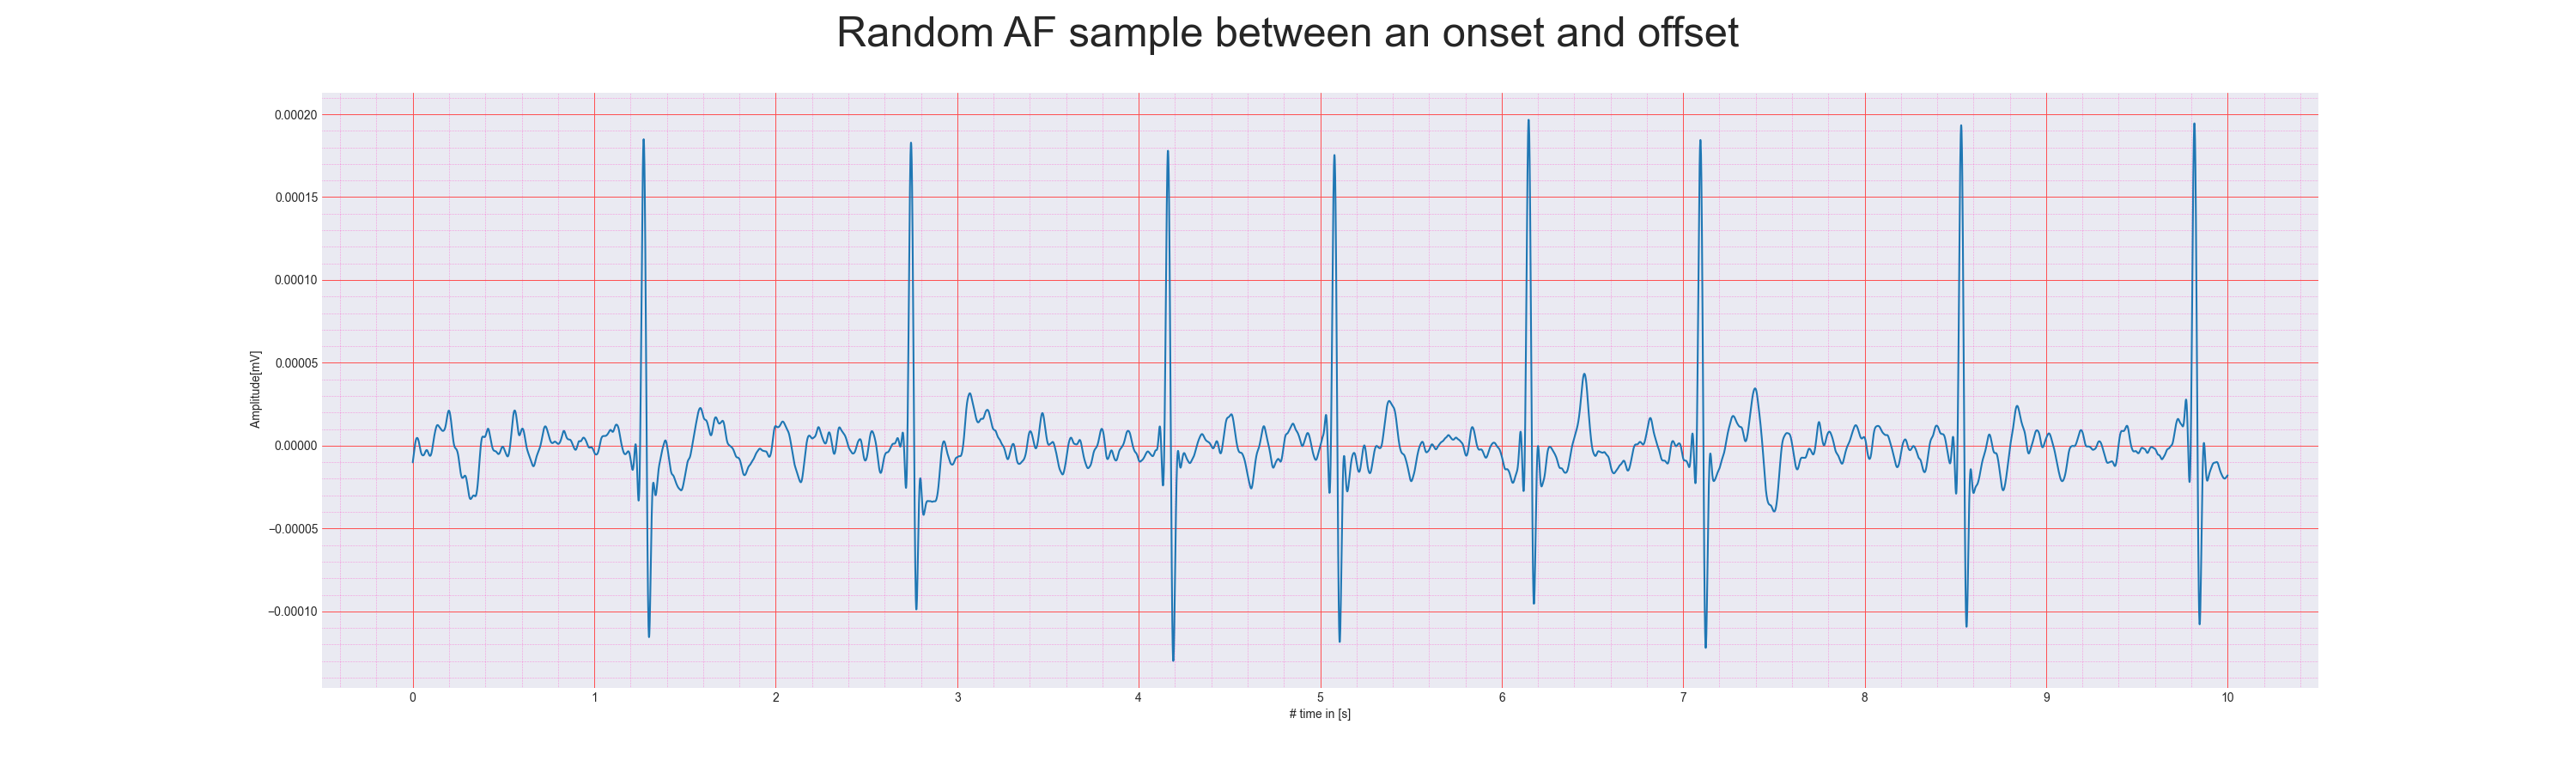 Random AF sample between an onset and offset
0.00020
0.00015
0.00010
0.00005
0.00000
−0.00005
−0.00010
Amplitude[mV]
0 1 2 3 4 5 6 7 8 9 10
# time in [s]